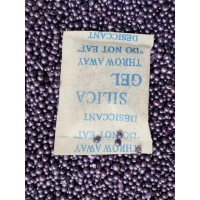 THROW AWAY
"DO NOT EAT"
DESICCANT
SILICA
GEL
THROW AWAY
"DO NOT EAT"
DESICCANT